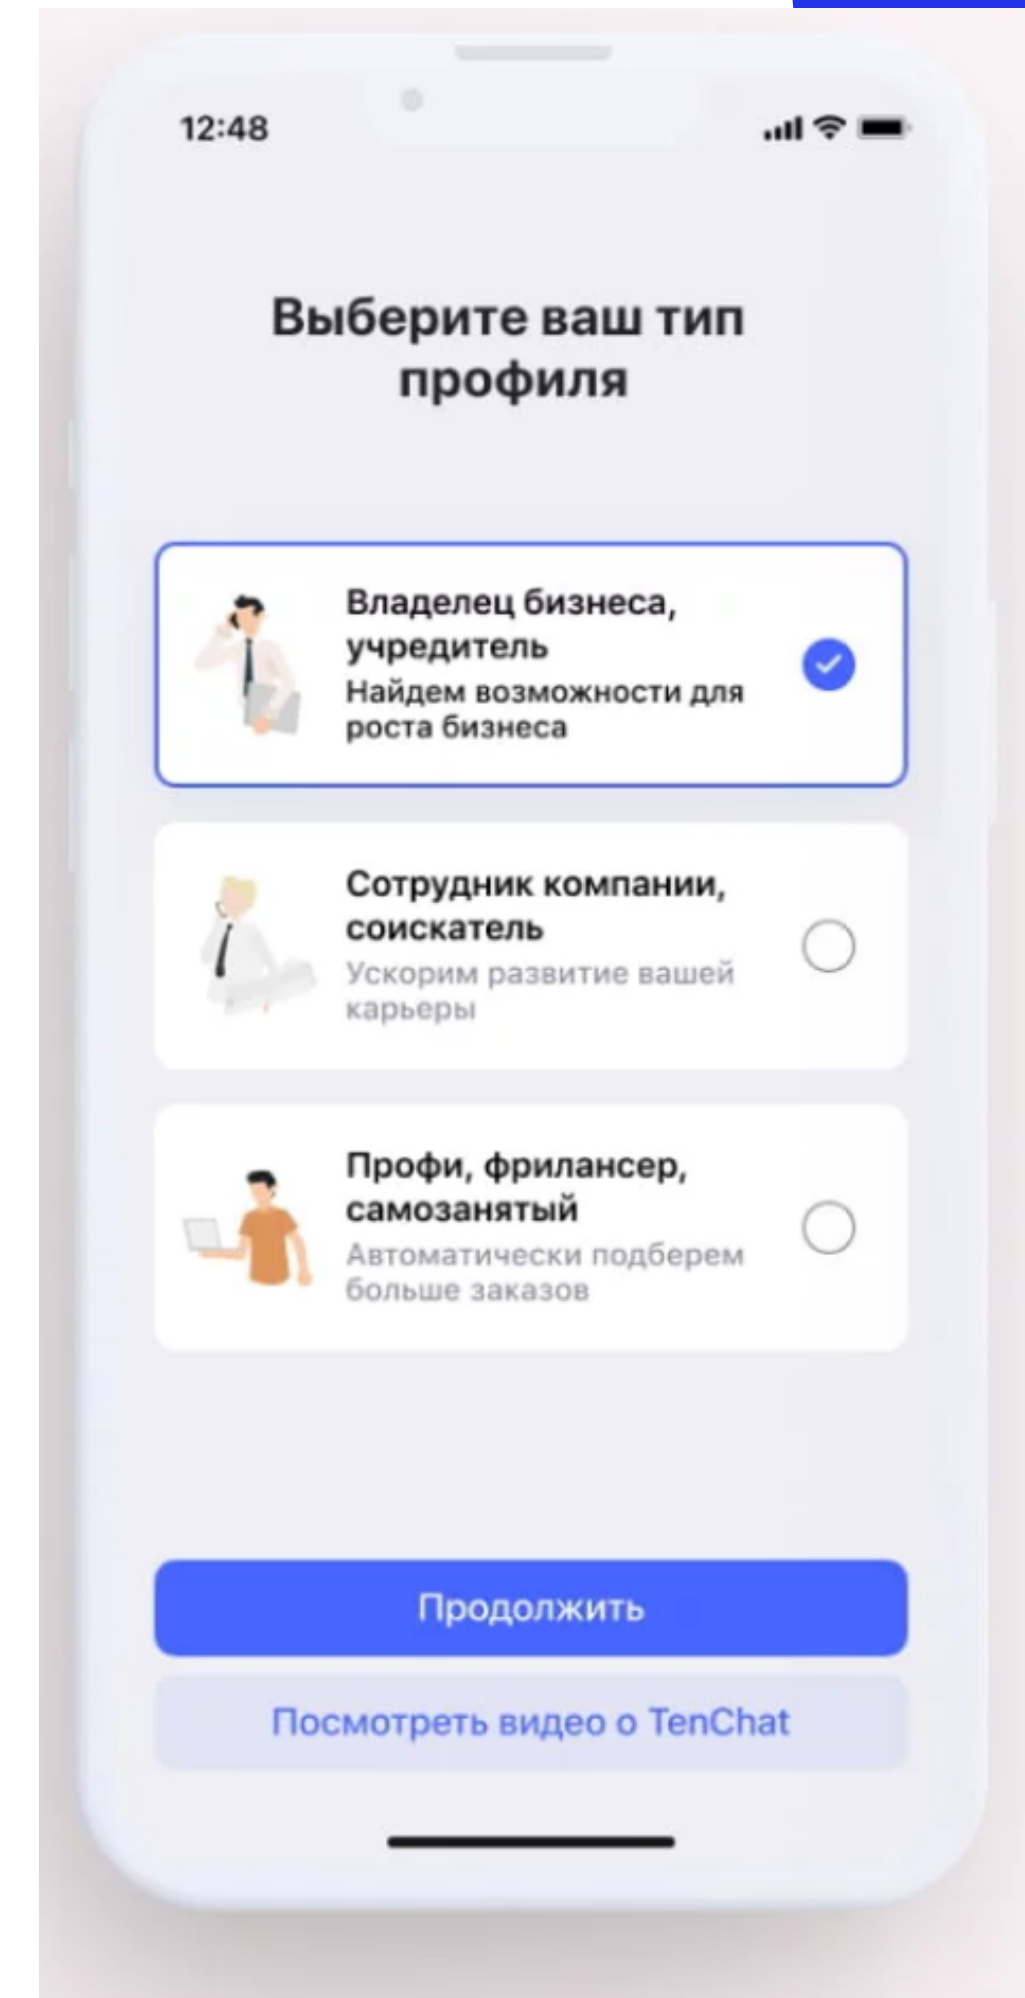 12:48
Выберите ваш тип
профиля
Владелец бизнеса,
учредитель
Найдем возможности для
роста бизнеса
Сотрудник компании,
соискатель
Ускорим развитие вашей
карьеры
Профи, фрилансер,
самозанятый
Автоматически подберем
больше заказов
Продолжить
Посмотреть видео о TenChat